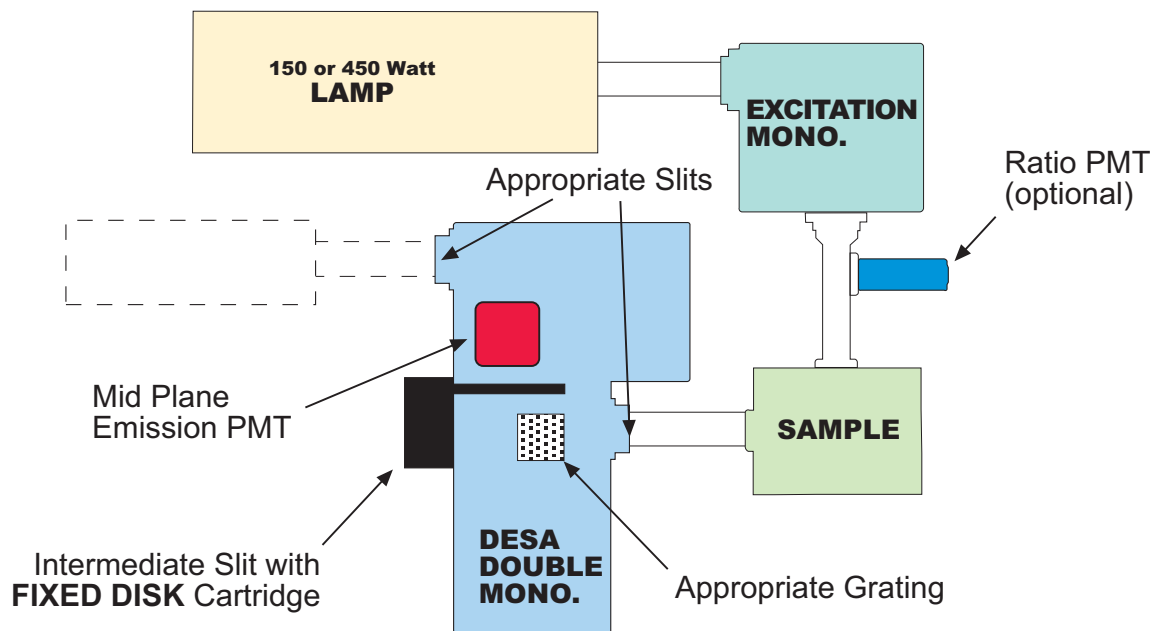 150 or 450 Watt
LAMP
EXCITATION
MONO.
Ratio PMT
(optional)
Appropriate Slits
Mid Plane
Emission PMT
SAMPLE
DESA
DOUBLE
MONO.
Intermediate Slit with
FIXED DISK Cartridge
Appropriate Grating